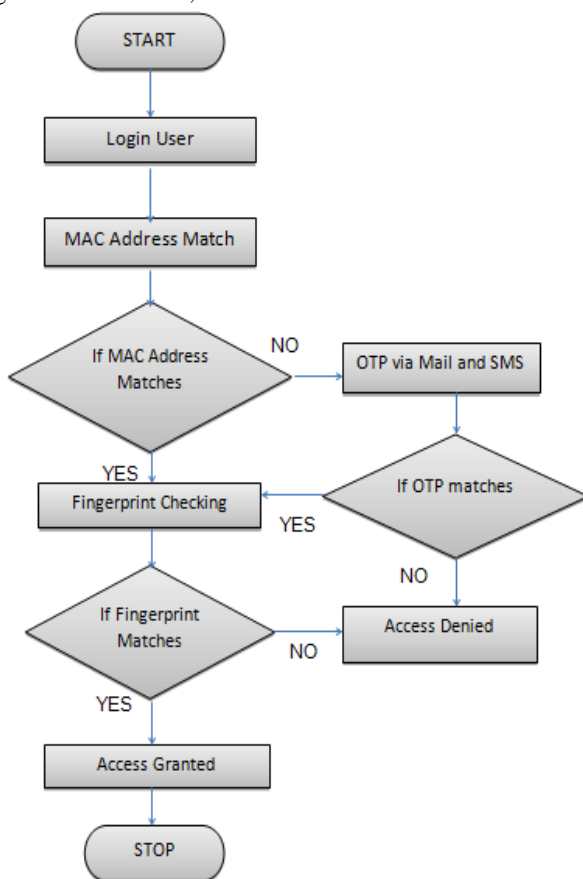 START
Login User
MAC Address Match
If MAC Address
Matches
NO
OTP via Mail and SMS
YES
Fingerprint Checking
If OTP matches
YES
NO
If Fingerprint
Matches
NO
Access Denied
YES
Access Granted
STOP